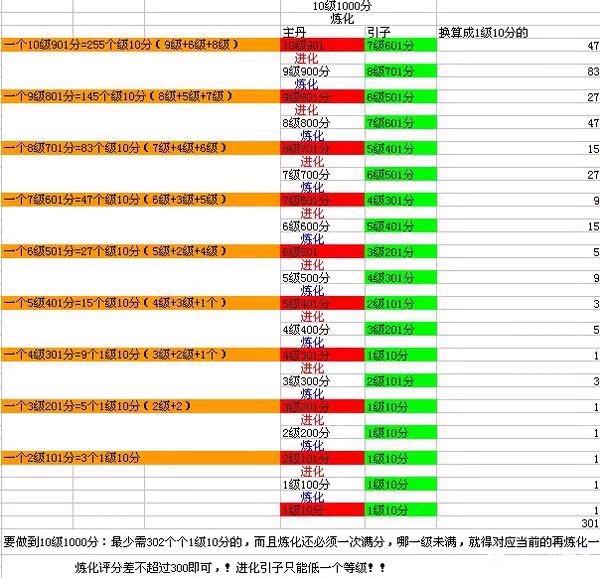 10级1000分
炼化
主丹 引子 换算成1级10分的
一个10级901分=255个1级10分(9级+6级+8级) 10级901 7级601分 47
进化
9级900分 8级701分 83
炼化
一个9级801分=145个级10分(8级+5级+7级) 9级801分 6级501分 27
进化
8级800分 7级601分 47
炼化
一个8级701分=83个级10分(7级+4级+6级) 8级701分 5级401分 15
进化
7级700分 6级501分 27
炼化
一个7级601分=47个级10分(6级+3级+5级) 7级601分 4级301分 9
进化
6级600分 5级401分 15
炼化
一个6级501分=27个级10分(5级+2级+4级) 6级501 3级201分 5
进化
5级500分 4级301分 9
炼化
一个5级401分=15个级10分(4级+3级+1个) 5级401分 2级101分 3
进化
4级400分 3级201分 5
炼化
一个4级301分=9个1级10分(3级+2级+1个) 4级301分 1级10分 1
进化
3级300分 2级101分 3
炼化
一个3级201分=5个1级10分(2级+2) 3级201分 1级10分 1
进化
2级200分 1级10分 1
炼化
一个2级101分=3个1级10分 2级101分 1级10分 1
进化
1级100分 1级10分 1
炼化
1级10分 1级10分 1
301
要做到10级1000分:最少需302个个1级10分的,而且炼化还必须一次满分,哪一级未满,就得对应当前的再炼化一
炼化评分差不超过300即可,!进化引子只能低一个等级!!